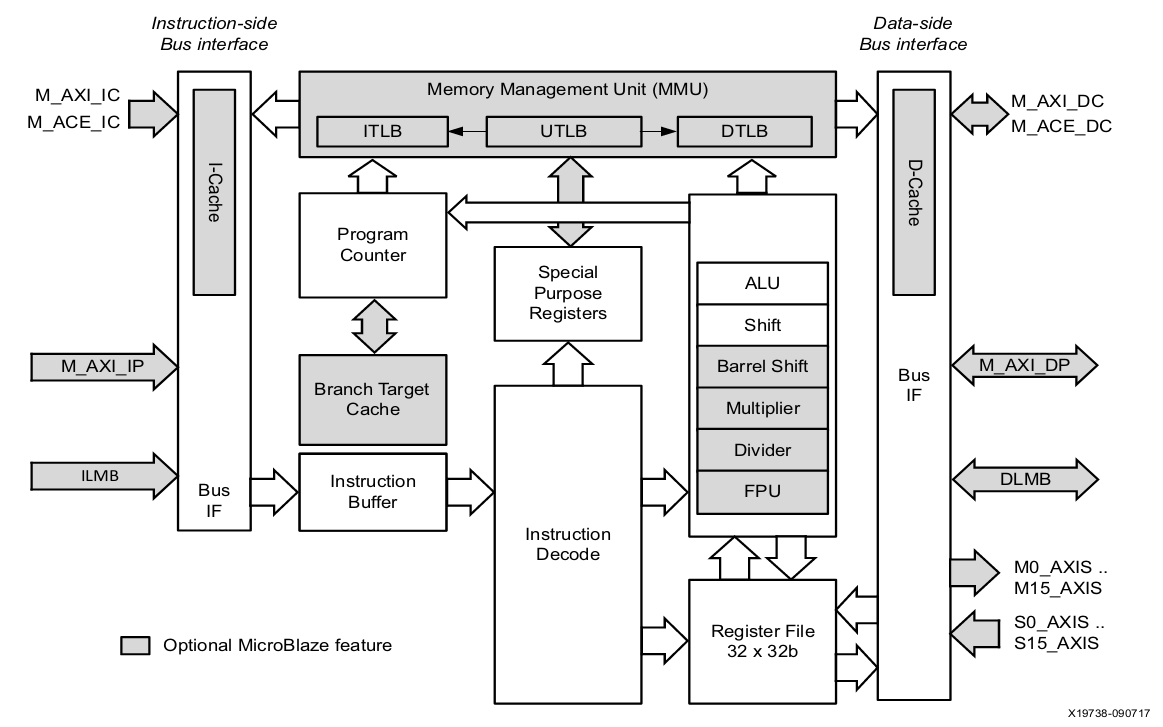 Instruction-side
Bus interface
Data-side
Bus interface
M_AXI_IC
M_ACE_IC
I-Cache
Memory Management Unit (MMU)
ITLB
UTLB
DTLB
D-Cache
M_AXI_DC
M_ACE_DC
Program
Counter
Special
Purpose
Registers
ALU
Shift
Barrel Shift
Multiplier
Divider
FPU
M_AXI_IP
Branch Target
Cache
Bus
IF
M_AXI_DP
ILMB
Bus
IF
Instruction
Buffer
Instruction
Decode
DLMB
Register File
32 x 32b
M0_AXIS ..
M15_AXIS
S0_AXIS ..
S15_AXIS
Optional MicroBlaze feature
X19738-090717